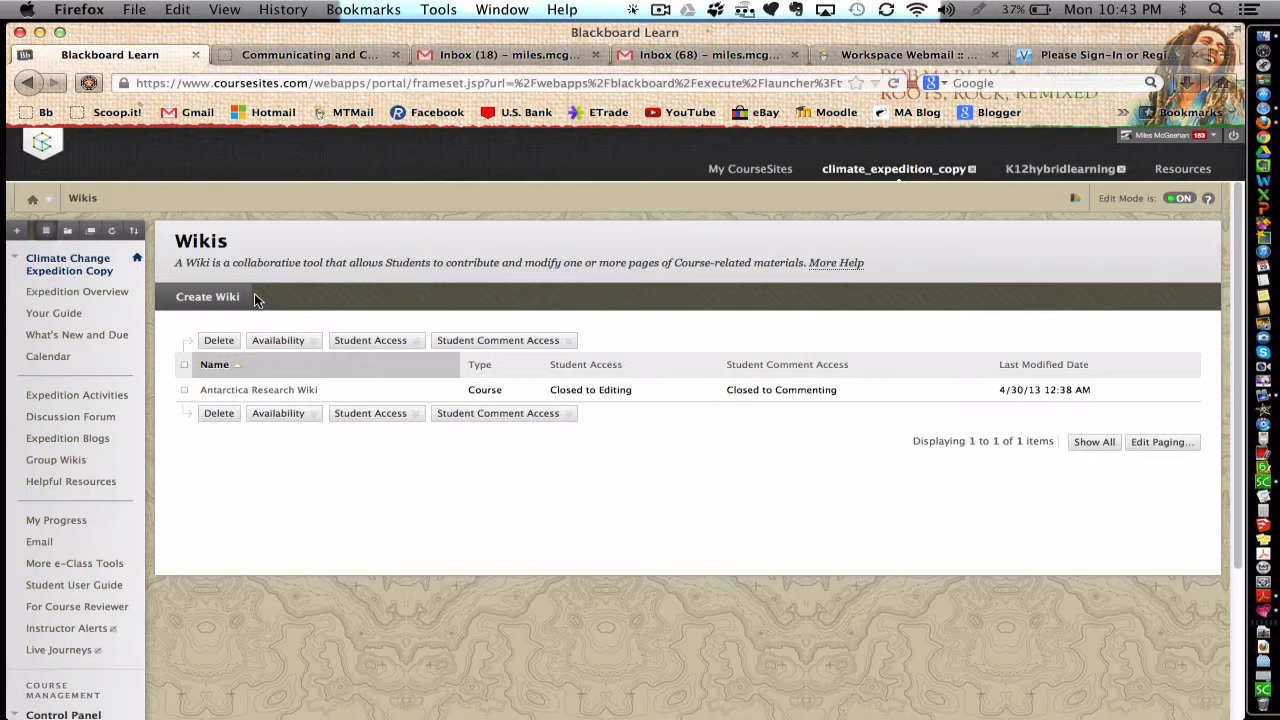 Firefox File Edit View History Bookmarks Tools Window Help 37% Mon 10:43 PM
Blackboard Learn
Bb Blackboard Learn × Communicating and C... × Inbox (18) – miles.mcg... × Inbox (68) – miles.mcg... × Workspace Webmail :: ... × Please Sign–In or Regi...
https://www.coursesites.com/webapps/portal/frameset.jsp?url=%2Fwebapps%2Fblackboard%2Fexecute%2Flauncher%3Ft Google
ROOTS, ROCK, REMIXED
Bb Scoop.it! Gmail Hotmail MTMail Facebook U.S. Bank ETrade YouTube eBay Moodle MA Blog Blogger » Bookmarks
Miles McGeehan 153
My CourseSites climate_expedition_copy K12hybridlearning Resources
Wikis Edit Mode is: ON ?
Wikis
A Wiki is a collaborative tool that allows Students to contribute and modify one or more pages of Course-related materials. More Help
Create Wiki
Delete Availability Student Access Student Comment Access
Name Type Student Access Student Comment Access Last Modified Date
Antarctica Research Wiki Course Closed to Editing Closed to Commenting 4/30/13 12:38 AM
Delete Availability Student Access Student Comment Access
Displaying 1 to 1 of 1 items Show All Edit Paging...
Climate Change
Expedition Copy
Expedition Overview
Your Guide
What's New and Due
Calendar
Expedition Activities
Discussion Forum
Expedition Blogs
Group Wikis
Helpful Resources
My Progress
Email
More e-Class Tools
Student User Guide
For Course Reviewer
Instructor Alerts
Live Journeys
COURSE
MANAGEMENT
Control Panel